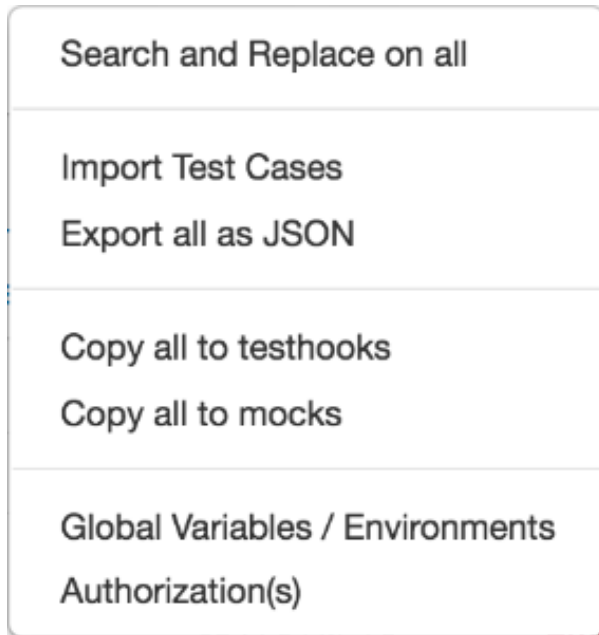 Search and Replace on all
Import Test Cases
Export all as JSON
Copy all to testhooks
Copy all to mocks
Global Variables / Environments
Authorization(s)